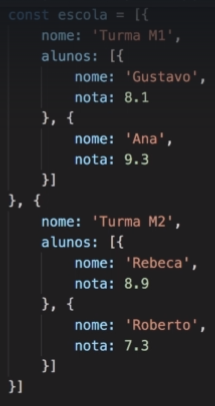 const escola = [{
    nome: 'Turma M1',
    alunos: [{
        nome: 'Gustavo',
        nota: 8.1
    }, {
        nome: 'Ana',
        nota: 9.3
    }]
}, {
    nome: 'Turma M2',
    alunos: [{
        nome: 'Rebeca',
        nota: 8.9
    }, {
        nome: 'Roberto',
        nota: 7.3
    }]
}]